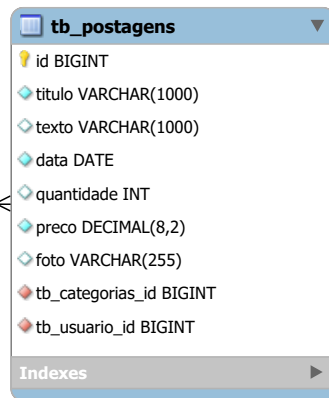 tb_postagens
id BIGINT
titulo VARCHAR(1000)
texto VARCHAR(1000)
data DATE
quantidade INT
preco DECIMAL(8,2)
foto VARCHAR(255)
tb_categorias_id BIGINT
tb_usuario_id BIGINT
Indexes